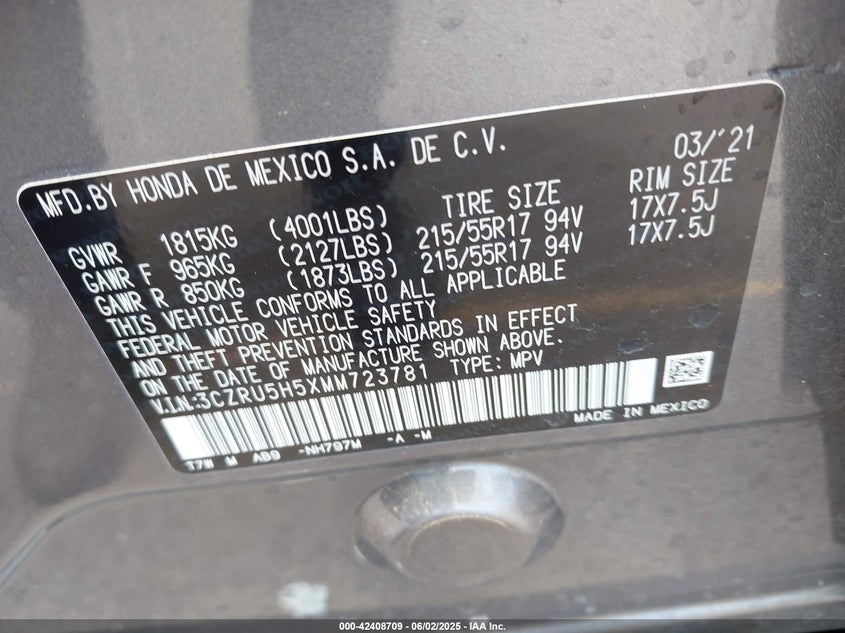 MFD.BY HONDA DE MEXICO S.A. DE C.V. 03/'21
GVWR 1815KG (4001LBS) TIRE SIZE RIM SIZE
GAWR F 965KG (2127LBS) 215/55R17 94V 17X7.5J
GAWR R 850KG (1873LBS) 215/55R17 94V 17X7.5J
THIS VEHICLE CONFORMS TO ALL APPLICABLE
FEDERAL MOTOR VEHICLE SAFETY
AND THEFT PREVENTION STANDARDS IN EFFECT
ON THE DATE OF MANUFACTURE SHOWN ABOVE.
V.I.N.:3CZRU5H5XMM723781 TYPE: MPV
MADE IN MEXICO
T7W M AB9 -NH797M -A -M
000-42408709 | 06/02/2025 - IAA Inc.